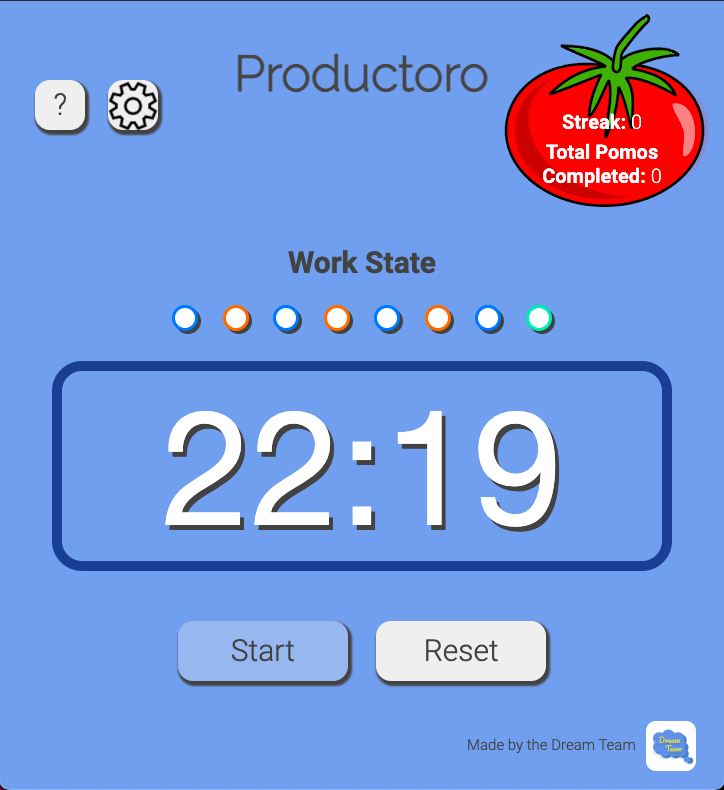 Productoro
?
Streak: 0
Total Pomos
Completed: 0
Work State
22:19
Start
Reset
Made by the Dream Team
Dream
Team